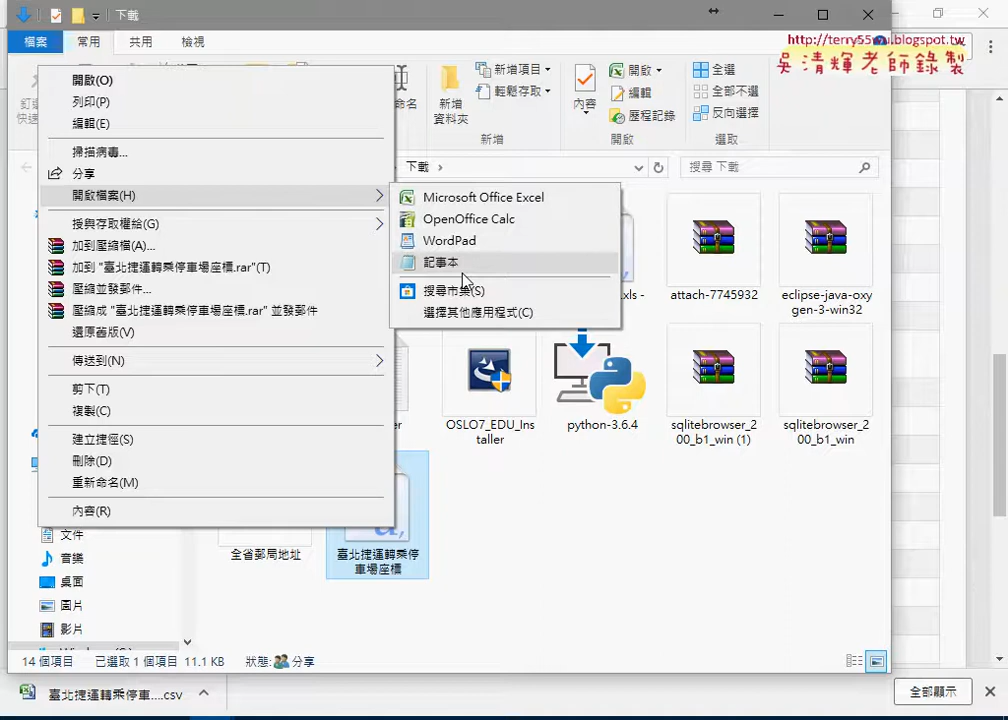 下載
檔案
常用
共用
檢視
http://terry55wu.blogspot.tw
吳清輝老師錄製
新增
資料夾
新增項目
輕鬆存取
新增
內容
開啟
編輯
歷程記錄
開啟
全選
全部不選
反向選擇
選取
下載
搜尋 下載
開啟(O)
列印(P)
編輯(E)
掃描病毒...
分享
開啟檔案(H)
授與存取權給(G)
加到壓縮檔(A)...
加到 "臺北捷運轉乘停車場座標.rar"(T)
壓縮並發郵件...
壓縮成 "臺北捷運轉乘停車場座標.rar" 並發郵件
還原舊版(V)
傳送到(N)
剪下(T)
複製(C)
建立捷徑(S)
刪除(D)
重新命名(M)
內容(R)
Microsoft Office Excel
OpenOffice Calc
WordPad
記事本
搜尋市集(S)
選擇其他應用程式(C)
.xls -
attach-7745932
eclipse-java-oxy
gen-3-win32
er
OSLO7_EDU_Ins
taller
python-3.6.4
sqlitebrowser_2
00_b1_win (1)
sqlitebrowser_2
00_b1_win
全省郵局地址
臺北捷運轉乘停
車場座標
文件
音樂
桌面
圖片
影片
14 個項目
已選取 1 個項目 11.1 KB
狀態:
分享
臺北捷運轉乘停車....csv
全部顯示